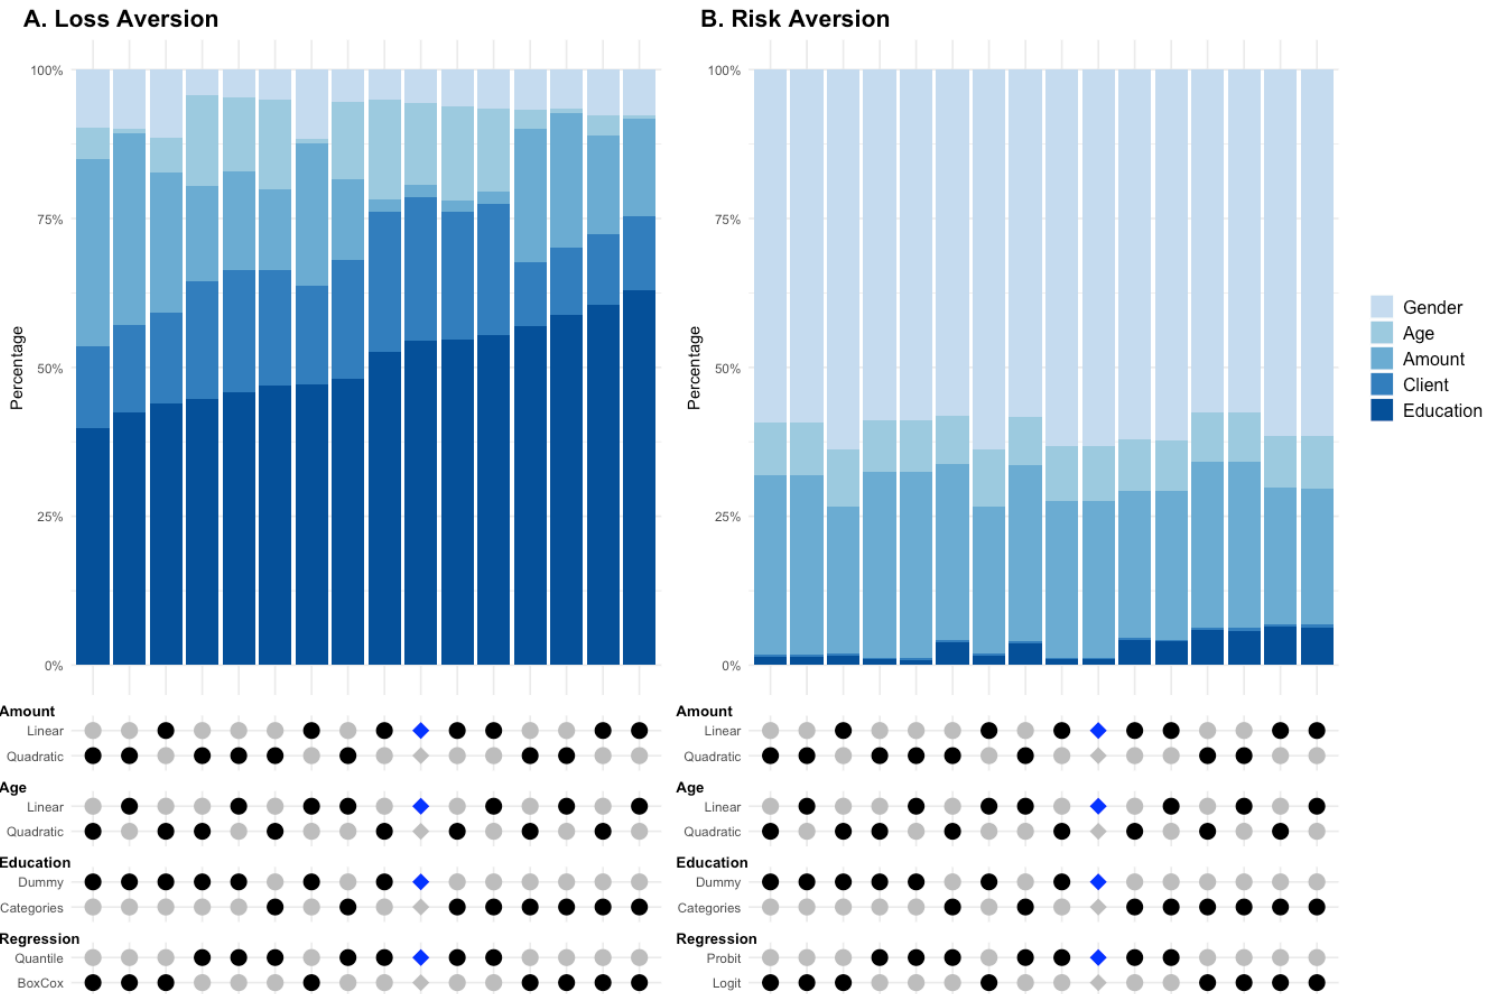 A. Loss Aversion
100%
75%
50%
25%
0%
Percentage
Amount
Linear
Quadratic
Age
Linear
Quadratic
Education
Dummy
Categories
Regression
Quantile
BoxCox
B. Risk Aversion
100%
75%
50%
25%
0%
Percentage
Amount
Linear
Quadratic
Age
Linear
Quadratic
Education
Dummy
Categories
Regression
Probit
Logit
Gender
Age
Amount
Client
Education